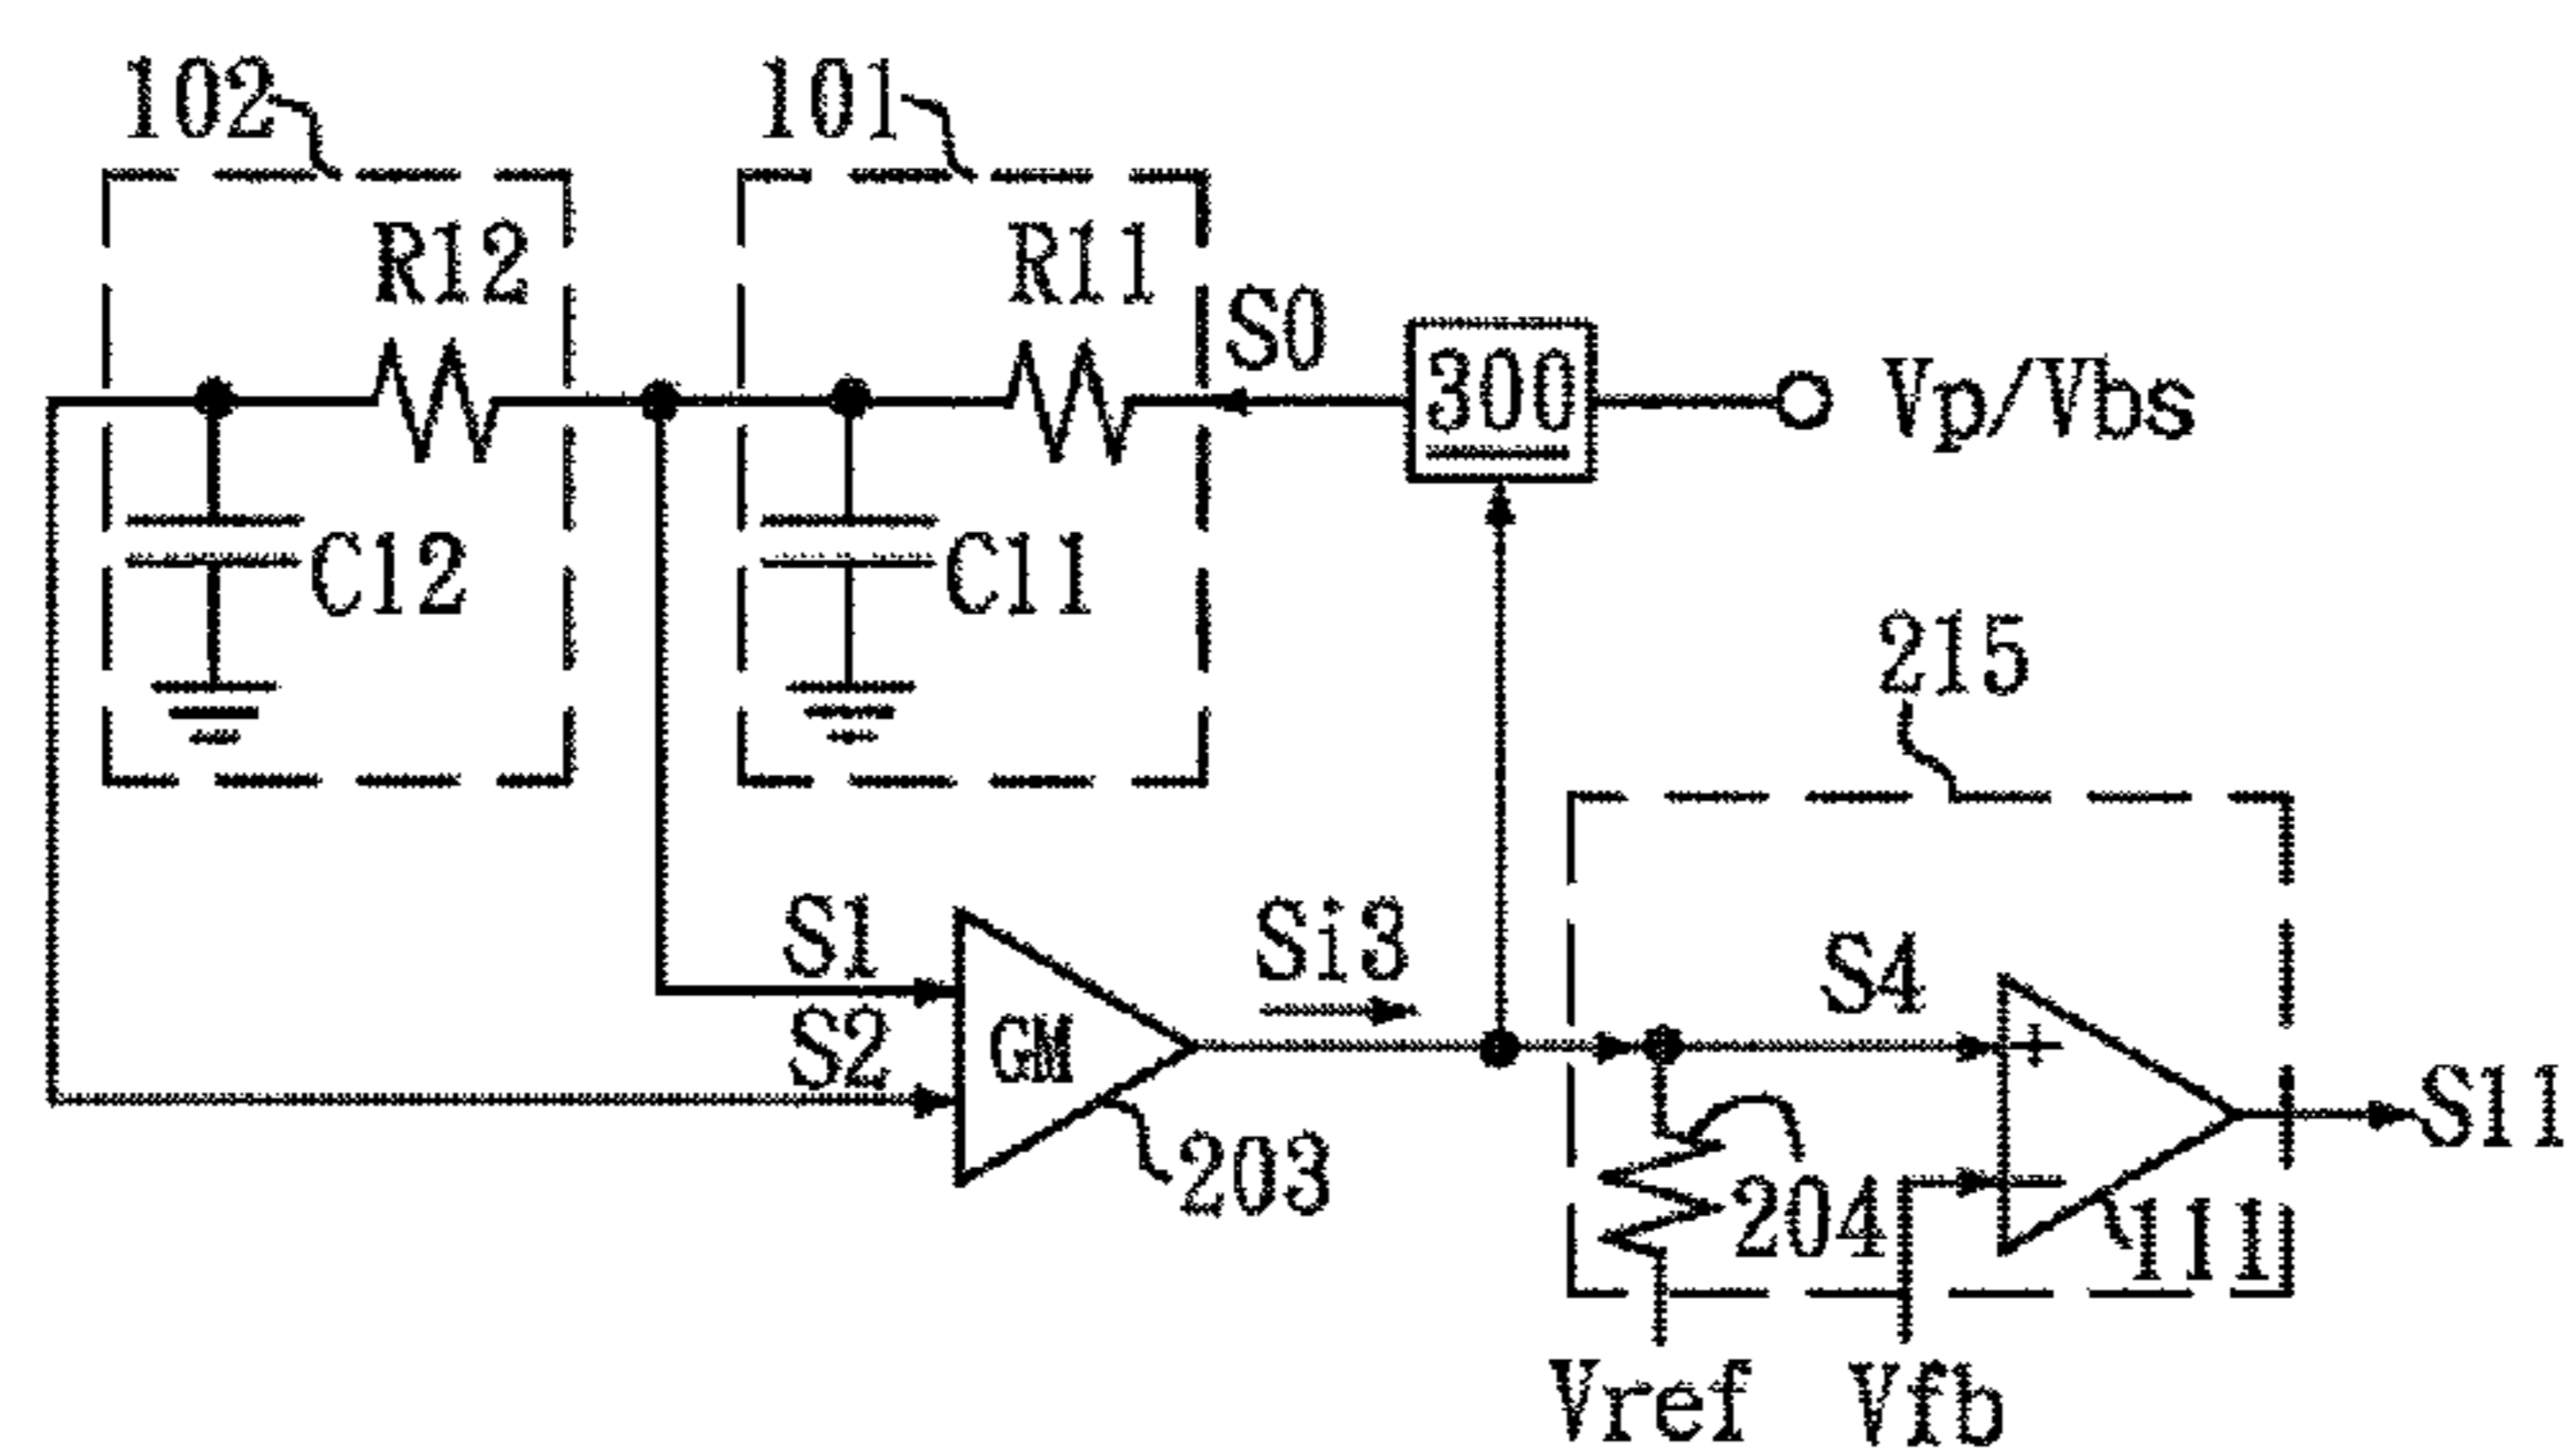 102
101
R12
R11
S0
300
Vp/Vbs
C12
C11
215
S1
Si3
S4
S2
GM
+
S11
203
204
111
Vref
Vfb